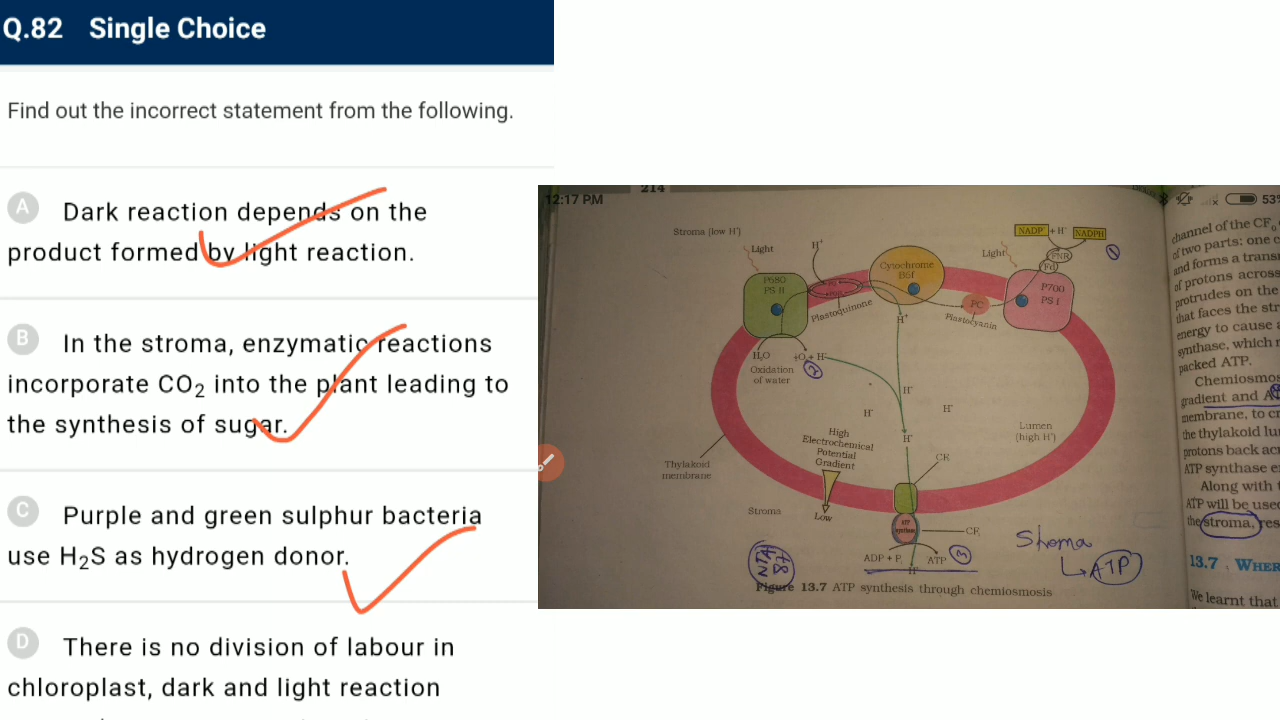 Q.82 Single Choice
Find out the incorrect statement from the following.
A Dark reaction depends on the
product formed by light reaction.
B In the stroma, enzymatic reactions
incorporate CO2 into the plant leading to
the synthesis of sugar.
C Purple and green sulphur bacteria
use H2S as hydrogen donor.
D There is no division of labour in
chloroplast, dark and light reaction
214
12:17 PM
53%
Stroma (low H+)
Light
H+
Cytochrome
B6f
Light
NADP + H+
NADPH
1
FNR
Fd
P680
PS II
Plastoquinone
PC
Plastocyanin
P700
PS I
H+
H2O
Oxidation
of water
2
H+
H+
H+
H+
High
Electrochemical
Potential
Gradient
Low
Lumen
(high H+)
Thylakoid
membrane
Stroma
ATP
synthase
ADP + Pi
ATP
3
H+
NTA
Stroma
ATP
Figure 13.7 ATP synthesis through chemiosmosis
channel of the CF0
of two parts: one
and forms a trans
of protons across
protrudes on the
that faces the str
energy to cause a
synthase, which
packed ATP.
Chemiosmos
gradient and
membrane, to cr
the thylakoid lu
protons back acr
ATP synthase e
Along with
ATP will be used
the stroma, res
13.7 WHER
We learnt that